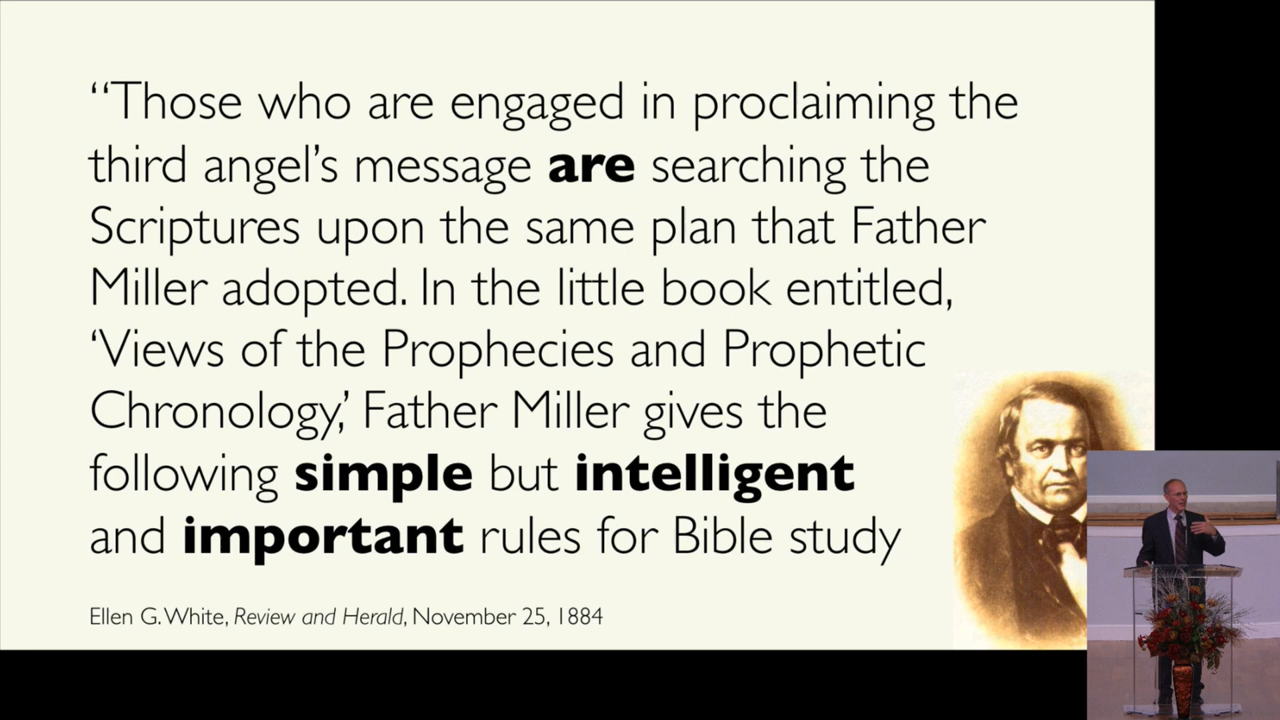 “Those who are engaged in proclaiming the
third angel’s message are searching the
Scriptures upon the same plan that Father
Miller adopted. In the little book entitled,
‘Views of the Prophecies and Prophetic
Chronology,’ Father Miller gives the
following simple but intelligent
and important rules for Bible study
Ellen G. White, Review and Herald, November 25, 1884